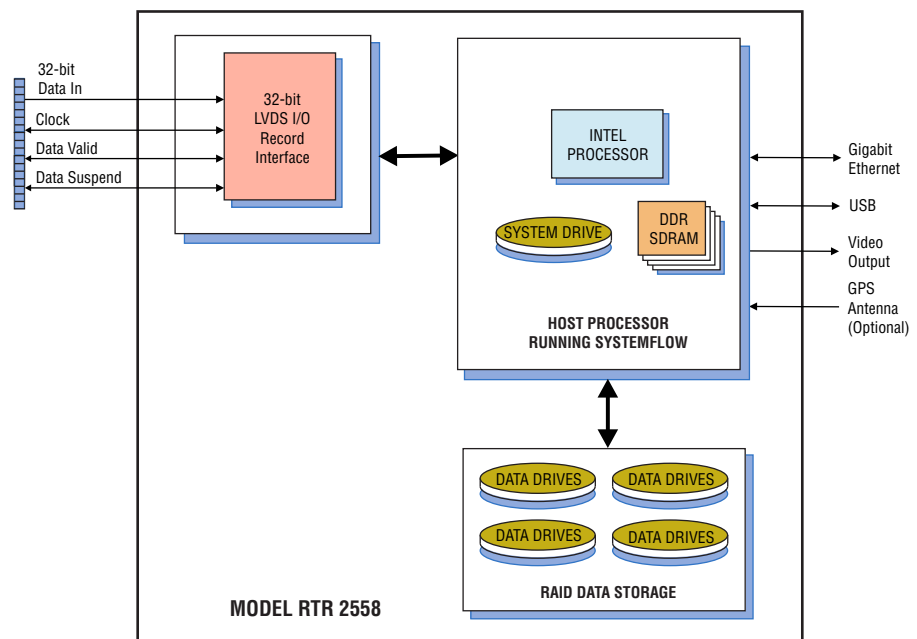 32-bit
Data In
Clock
Data Valid
Data Suspend
32-bit
LVDS I/O
Record
Interface
INTEL
PROCESSOR
SYSTEM DRIVE
DDR
SDRAM
HOST PROCESSOR
RUNNING SYSTEMFLOW
Gigabit
Ethernet
USB
Video
Output
GPS
Antenna
(Optional)
DATA DRIVES
DATA DRIVES
DATA DRIVES
DATA DRIVES
RAID DATA STORAGE
MODEL RTR 2558